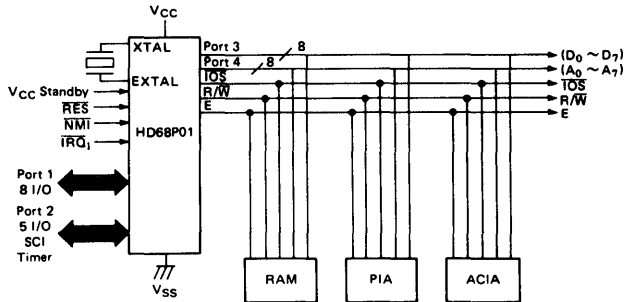 VCC
XTAL
EXTAL
VCC Standby
RES
NMI
IRQ1
HD68P01
Port 1
8 I/O
Port 2
5 I/O
SCI
Timer
VSS
Port 3
8
Port 4
8
IOS
R/W
E
(D0 ~ D7)
(A0 ~ A7)
IOS
R/W
E
RAM
PIA
ACIA